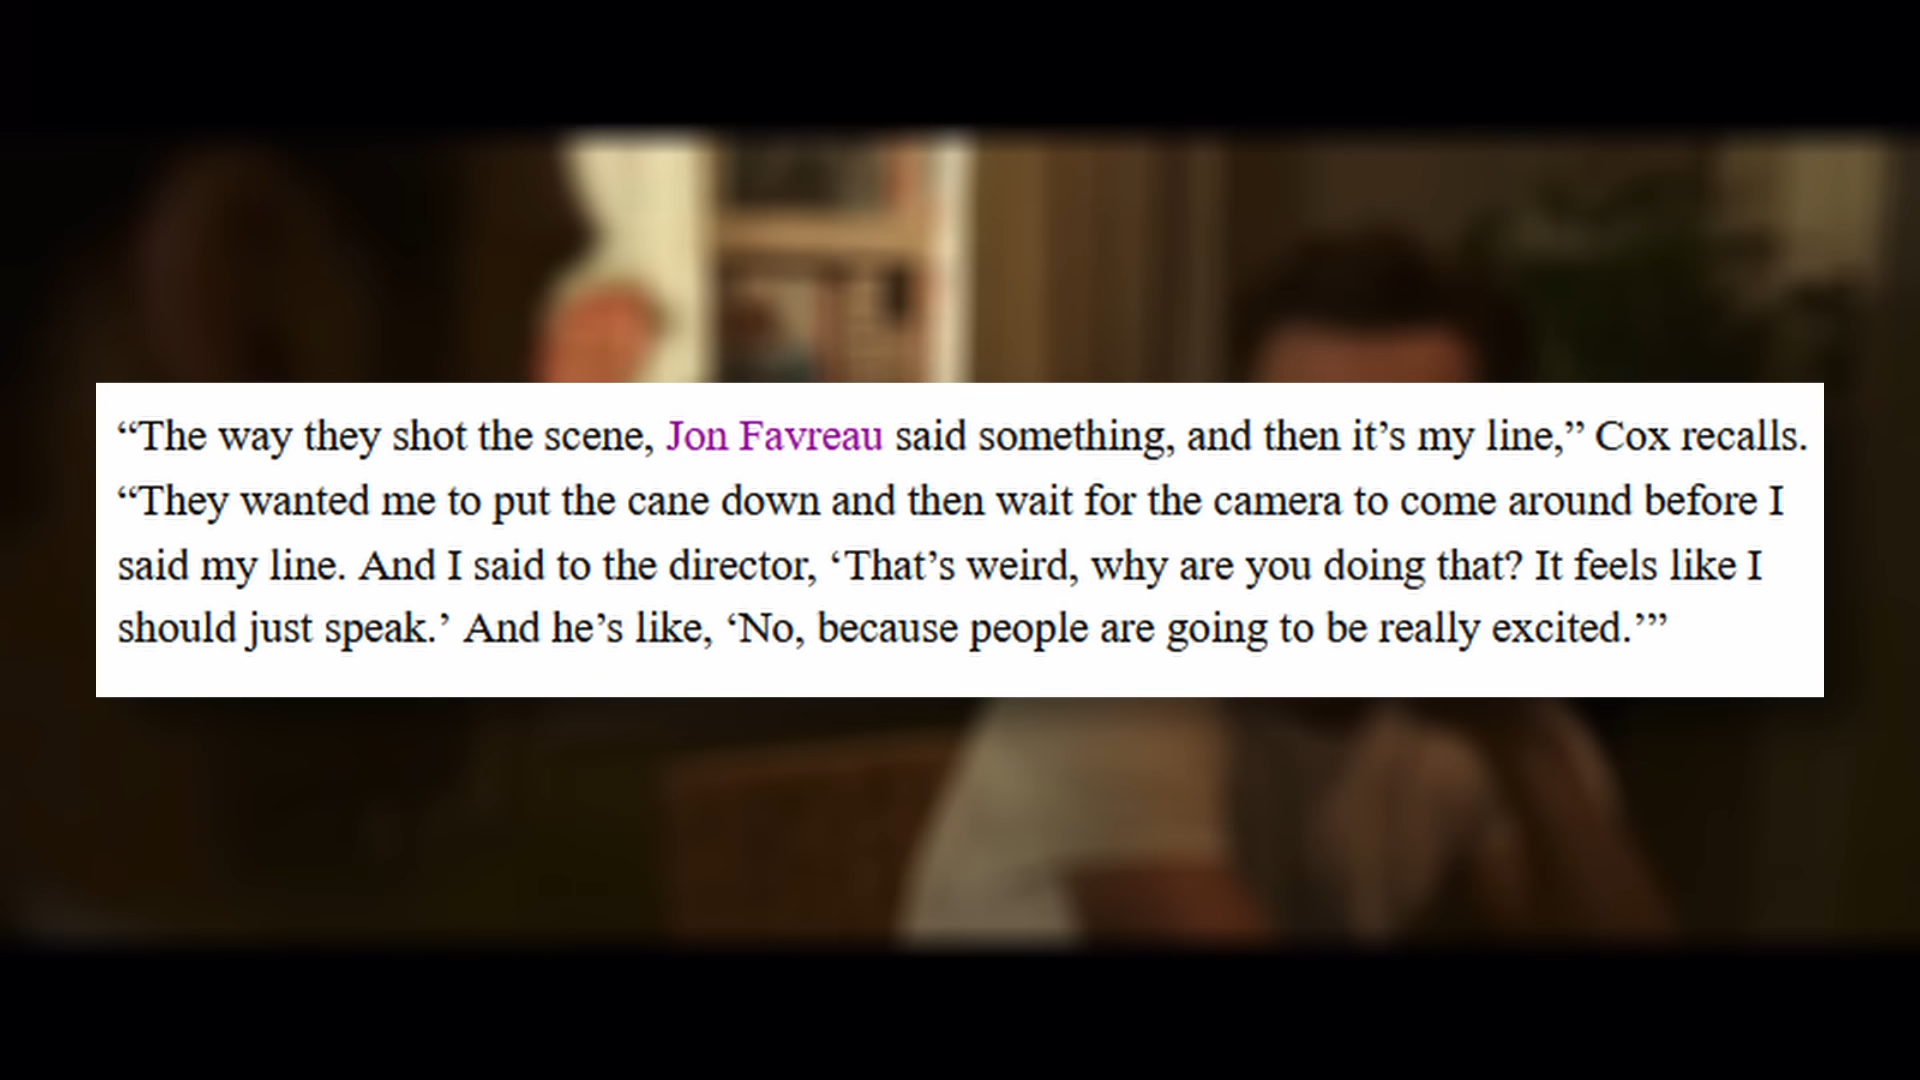 “The way they shot the scene, Jon Favreau said something, and then it’s my line,” Cox recalls.
“They wanted me to put the cane down and then wait for the camera to come around before I
said my line. And I said to the director, ‘That’s weird, why are you doing that? It feels like I
should just speak.’ And he’s like, ‘No, because people are going to be really excited.’”